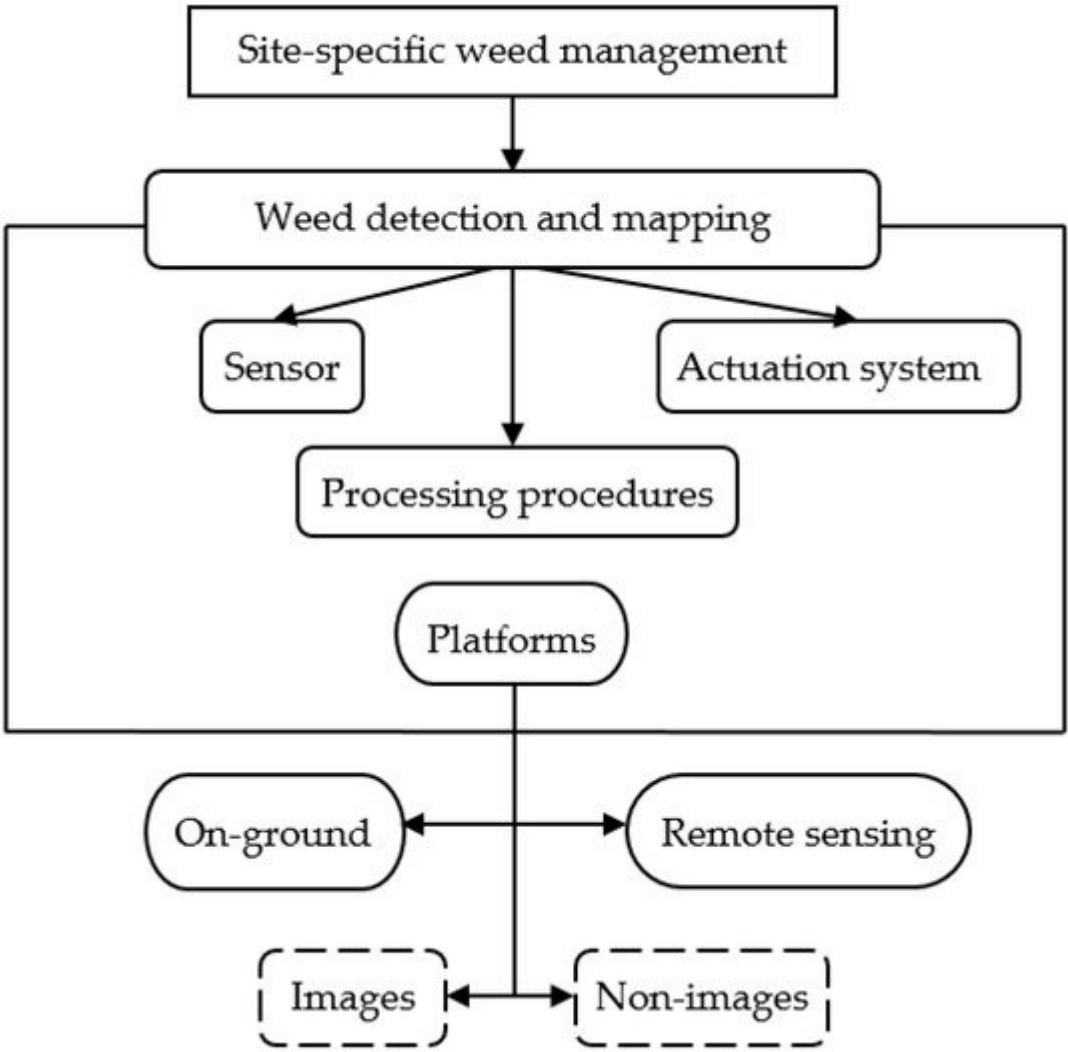 Site-specific weed management
Weed detection and mapping
Sensor
Actuation system
Processing procedures
Platforms
On-ground
Remote sensing
Images
Non-images